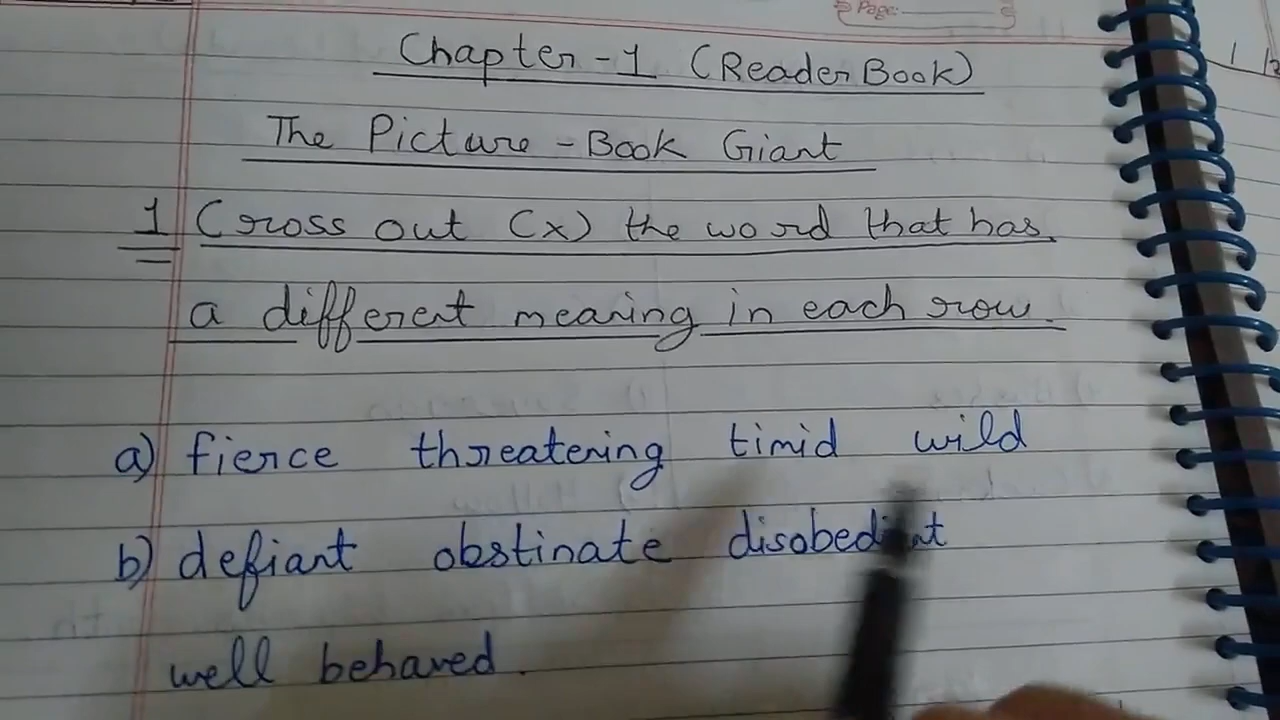 Page:
Chapter - 1 (Reader Book)
The Picture - Book Giant
1 Cross out (x) the word that has
a different meaning in each row.
a) fierce threatening timid wild
b) defiant obstinate disobedient
well behaved.